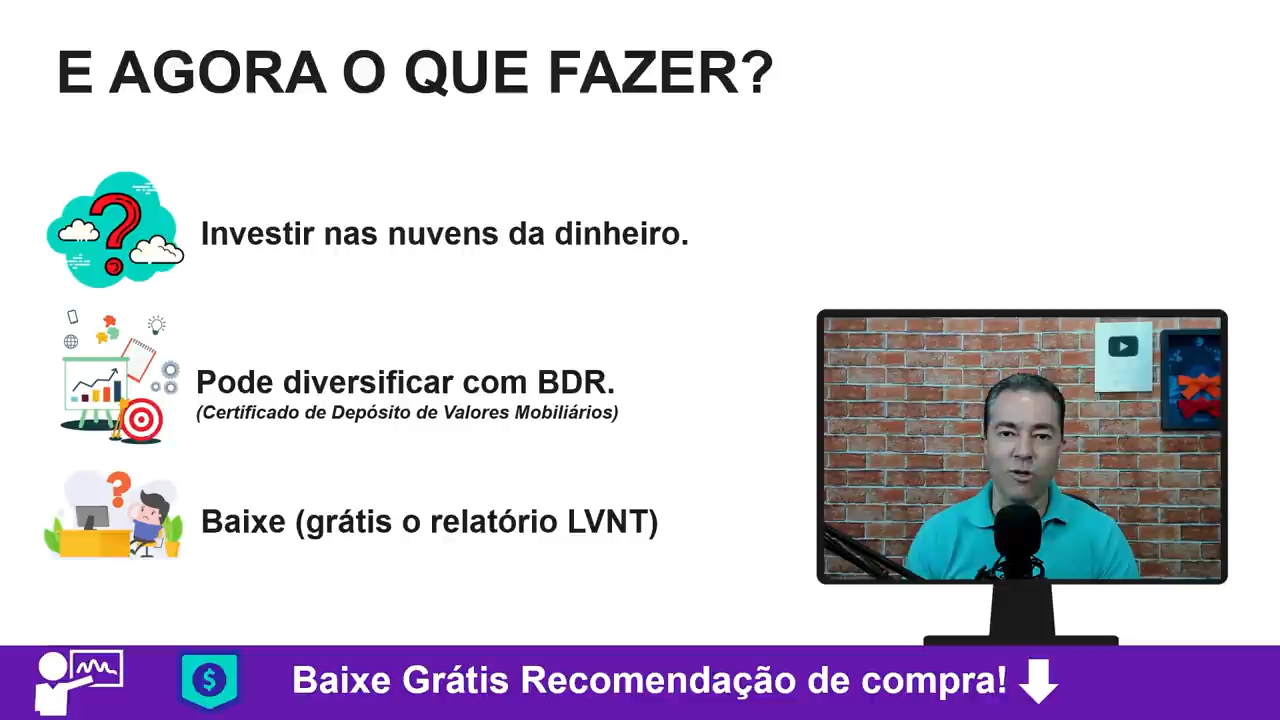 E AGORA O QUE FAZER?
Investir nas nuvens da dinheiro.
Pode diversificar com BDR.
(Certificado de Depósito de Valores Mobiliários)
Baixe (grátis o relatório LVNT)
Baixe Grátis Recomendação de compra!